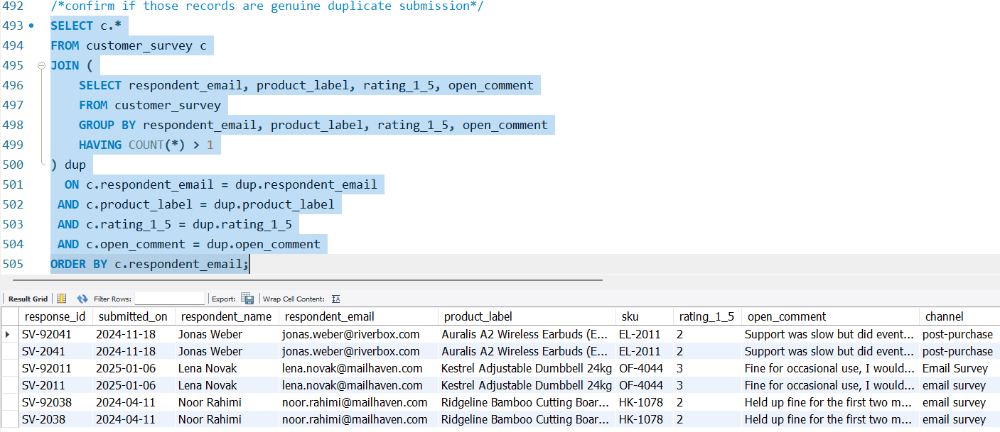 492 /*confirm if those records are genuine duplicate submission*/
493 SELECT c.*
494 FROM customer_survey c
495 JOIN (
496 SELECT respondent_email, product_label, rating_1_5, open_comment
497 FROM customer_survey
498 GROUP BY respondent_email, product_label, rating_1_5, open_comment
499 HAVING COUNT(*) > 1
500 ) dup
501 ON c.respondent_email = dup.respondent_email
502 AND c.product_label = dup.product_label
503 AND c.rating_1_5 = dup.rating_1_5
504 AND c.open_comment = dup.open_comment
505 ORDER BY c.respondent_email;
Result Grid Filter Rows: Export: Wrap Cell Content: IA
response_id submitted_on respondent_name respondent_email product_label sku rating_1_5 open_comment channel
SV-92041 2024-11-18 Jonas Weber jonas.weber@riverbox.com Auralis A2 Wireless Earbuds (E... EL-2011 2 Support was slow but did event... post-purchase
SV-2041 2024-11-18 Jonas Weber jonas.weber@riverbox.com Auralis A2 Wireless Earbuds (E... EL-2011 2 Support was slow but did event... post-purchase
SV-92011 2025-01-06 Lena Novak lena.novak@mailhaven.com Kestrel Adjustable Dumbbell 24kg OF-4044 3 Fine for occasional use, I would... Email Survey
SV-2011 2025-01-06 Lena Novak lena.novak@mailhaven.com Kestrel Adjustable Dumbbell 24kg OF-4044 3 Fine for occasional use, I would... email survey
SV-92038 2024-04-11 Noor Rahimi noor.rahimi@mailhaven.com Ridgeline Bamboo Cutting Boar... HK-1078 2 Held up fine for the first two m... email survey
SV-2038 2024-04-11 Noor Rahimi noor.rahimi@mailhaven.com Ridgeline Bamboo Cutting Boar... HK-1078 2 Held up fine for the first two m... email survey